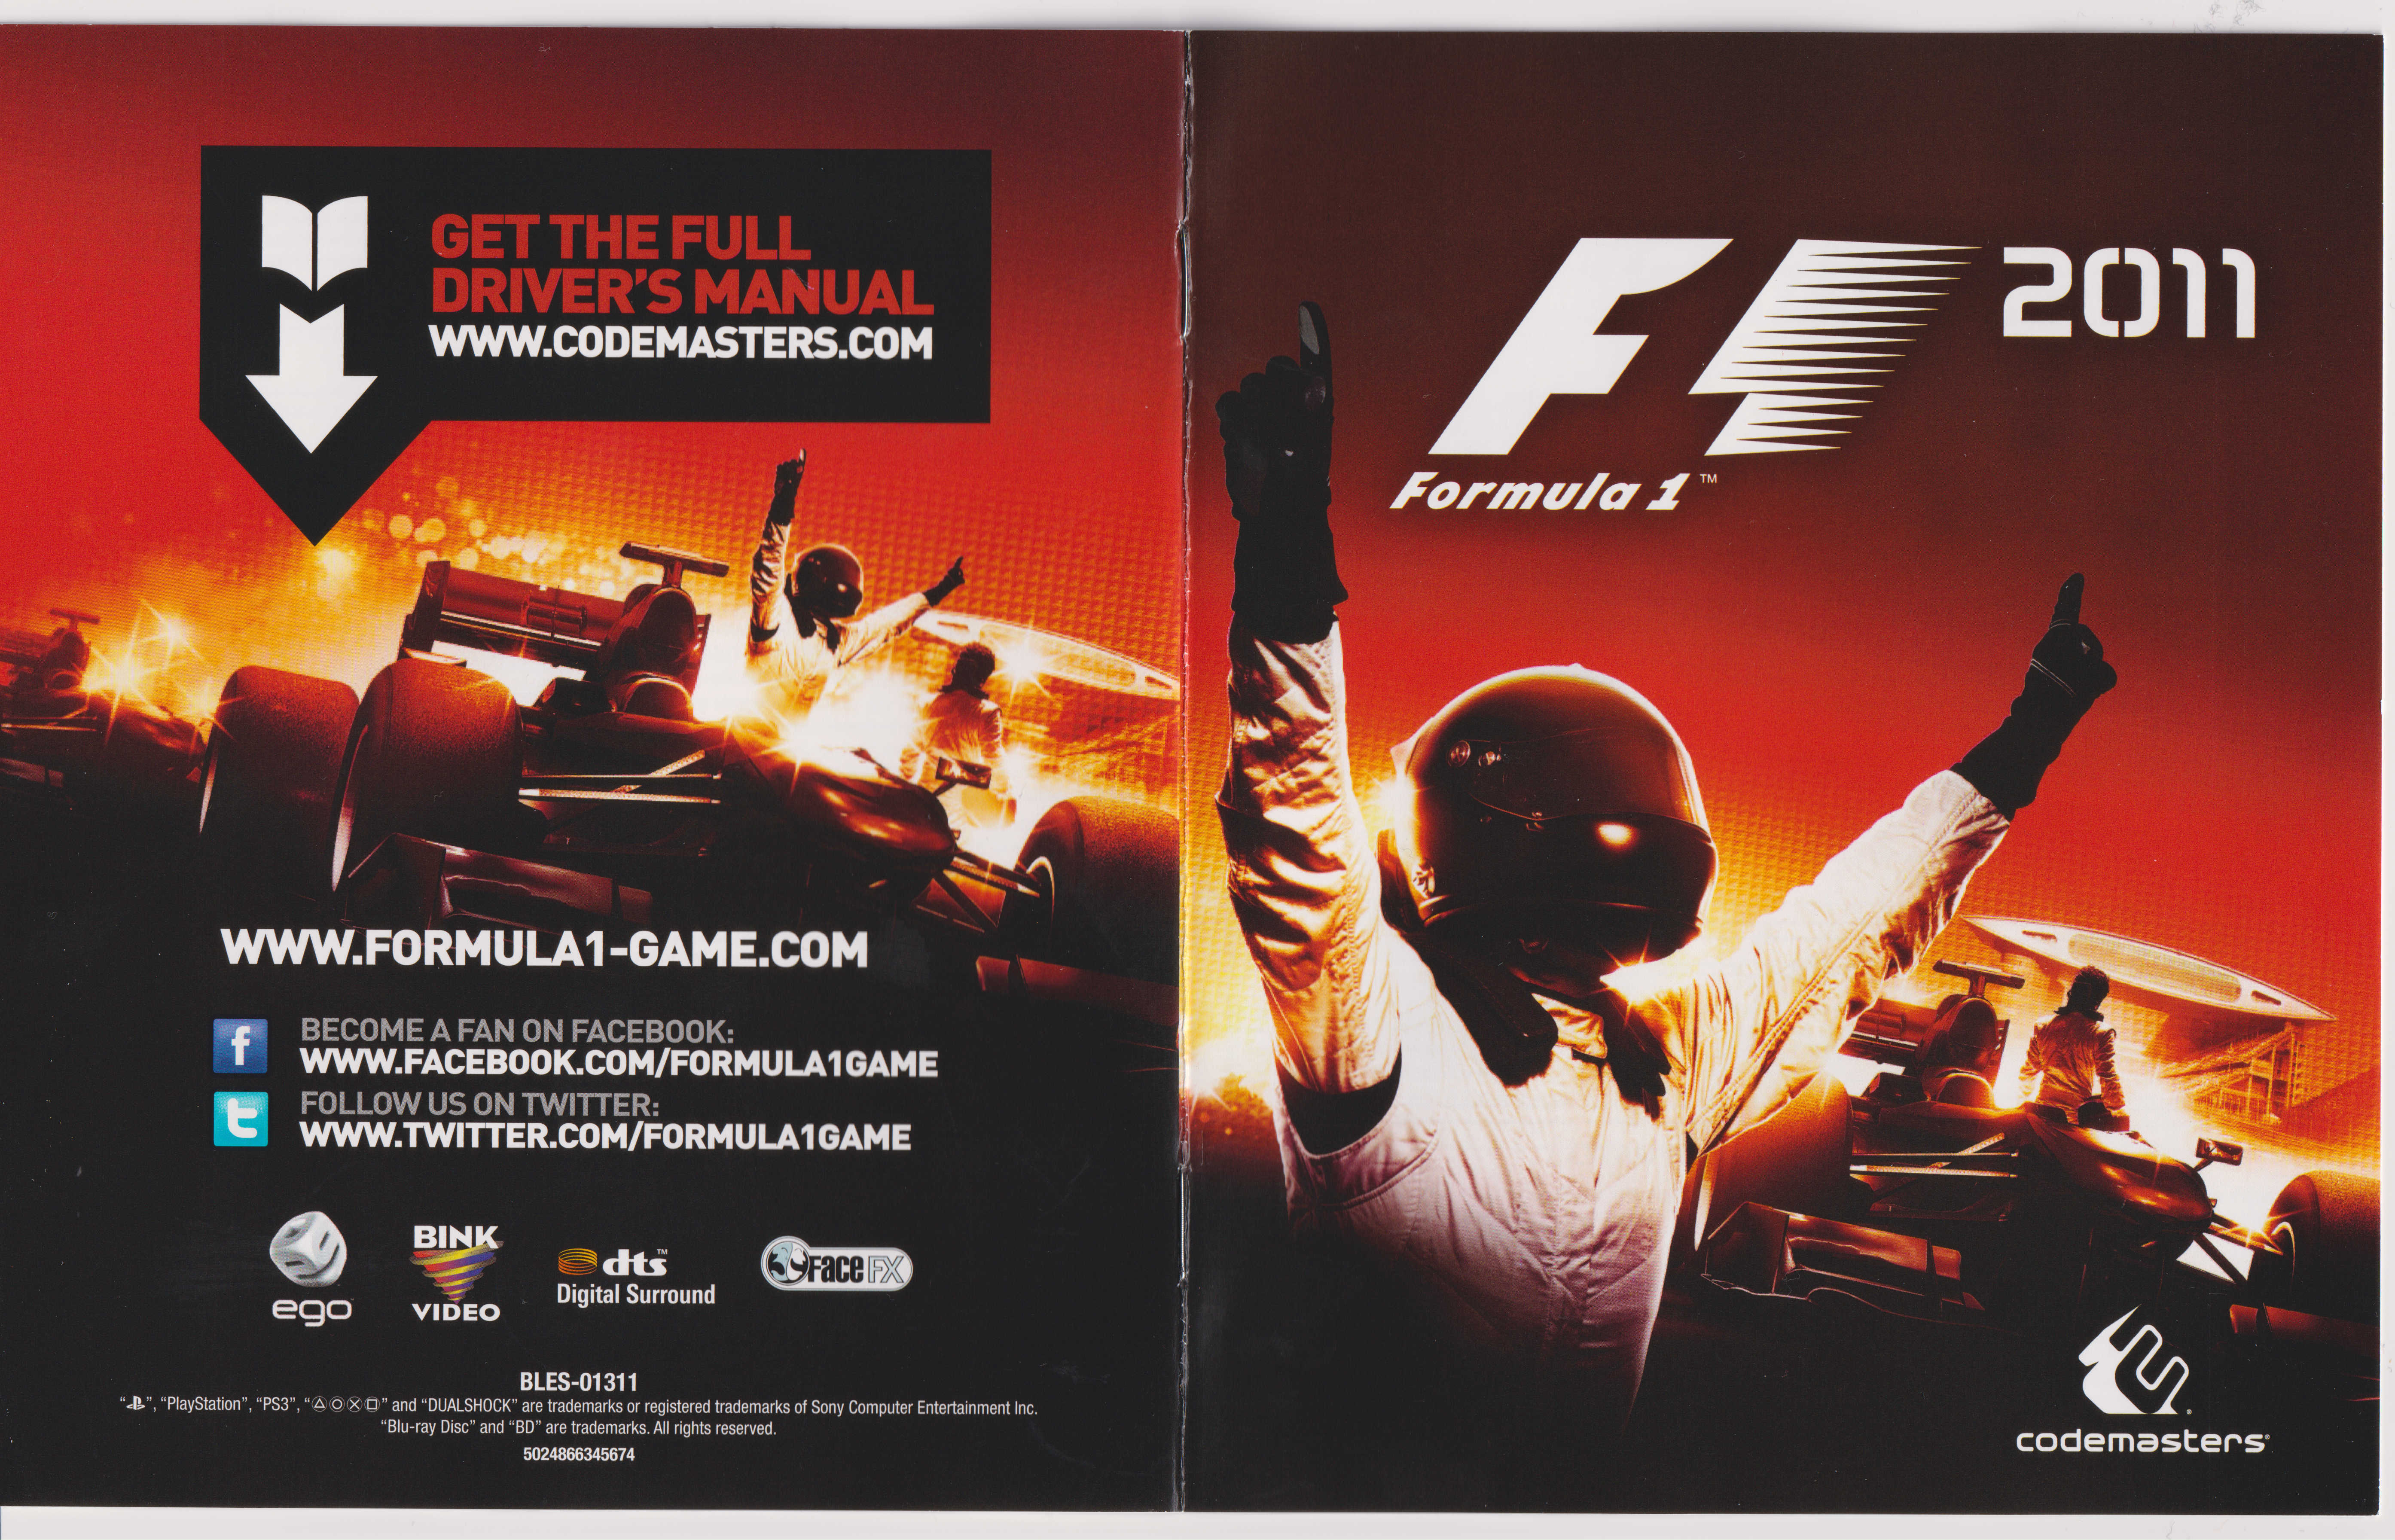 GET THE FULL
DRIVER'S MANUAL
WWW.CODEMASTERS.COM
WWW.FORMULA1-GAME.COM
f
BECOME A FAN ON FACEBOOK:
WWW.FACEBOOK.COM/FORMULA1GAME
t
FOLLOW US ON TWITTER:
WWW.TWITTER.COM/FORMULA1GAME
ego
BINK
VIDEO
dts™
Digital Surround
FaceFX
BLES-01311
“PS”, “PlayStation”, “PS3”, “△○✕□” and “DUALSHOCK” are trademarks or registered trademarks of Sony Computer Entertainment Inc.
“Blu-ray Disc” and “BD” are trademarks. All rights reserved.
5024866345674
F1 2011
Formula 1™
codemasters®